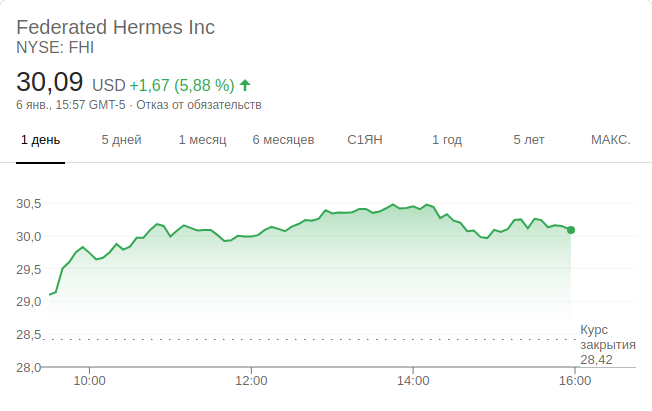 Federated Hermes Inc
NYSE: FHI
30,09 USD +1,67 (5,88 %)
6 янв., 15:57 GMT-5 · Отказ от обязательств
1 день 5 дней 1 месяц 6 месяцев С1ЯН 1 год 5 лет МАКС.
30,5
30,0
29,5
29,0
28,5
28,0
Курс
закрытия
28,42
10:00 12:00 14:00 16:00